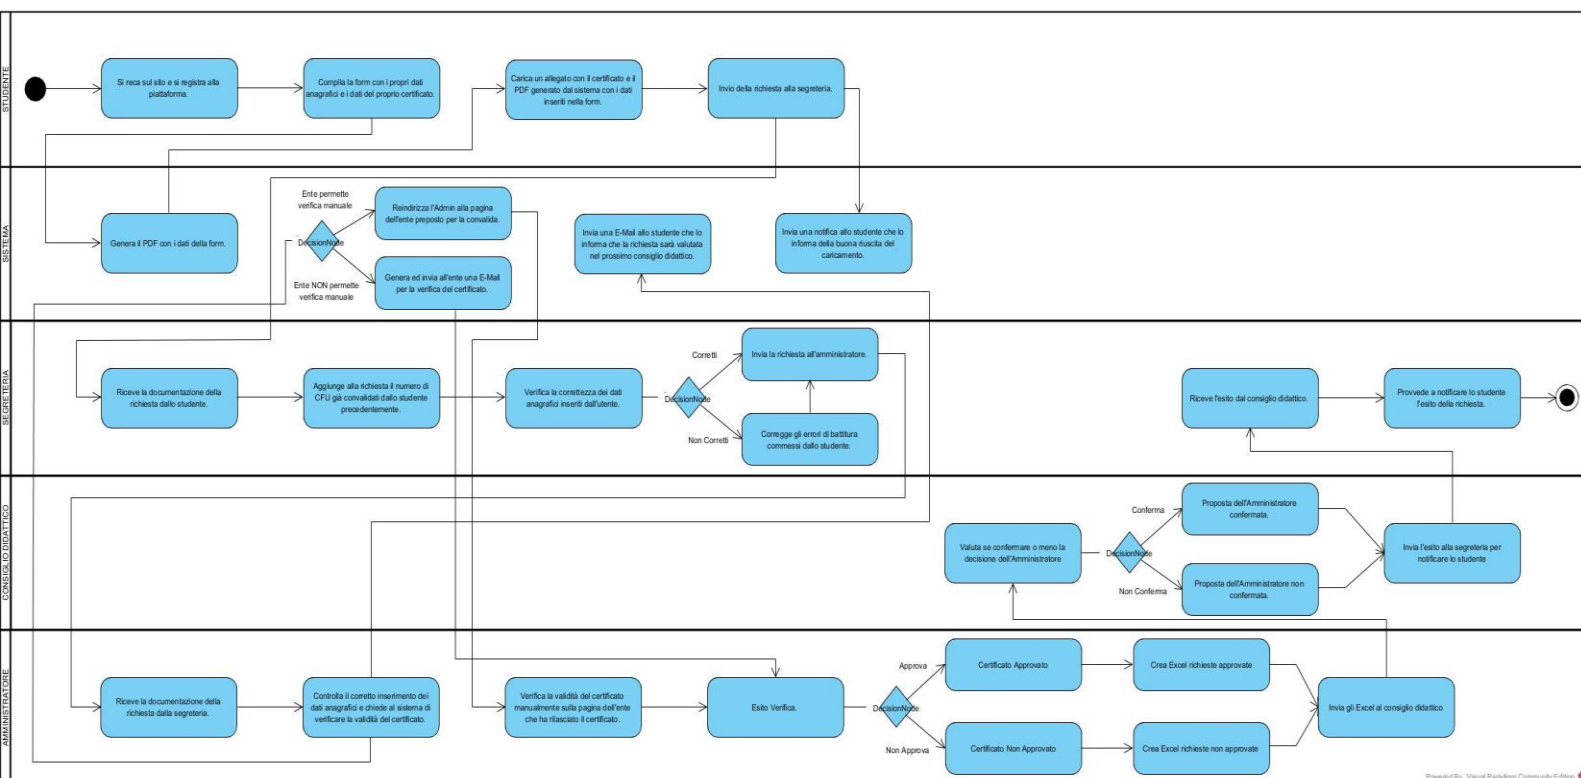 STUDENTE
Si reca sul sito e si registra alla
piattaforma.
Compila la form con i propri dati
anagrafici e i dati del proprio certificato.
Carica un allegato con il certificato e il
PDF generato dal sistema con i dati
inseriti nella form.
Invio della richiesta alla segreteria.
SISTEMA
Genera il PDF con i dati della form.
Ente permette
verifica manuale
DecisionNode
Ente NON permette
verifica manuale
Reindirizza l'Admin alla pagina
dell'ente preposto per la convalida.
Genera ed invia all'ente una E-Mail
per la verifica del certificato.
Invia una E-Mail allo studente che lo
informa che la richiesta sarà valutata
nel prossimo consiglio didattico.
Invia una notifica allo studente che lo
informa della buona riuscita del
caricamento.
SEGRETERIA
Riceve la documentazione della
richiesta dallo studente.
Aggiunge alla richiesta il numero di
CFU già convalidati dallo studente
precedentemente.
Verifica la correttezza dei dati
anagrafici inseriti dall'utente.
Corretti
DecisionNode
Non Corretti
Invia la richiesta all'amministratore.
Corregge gli errori di battitura
commessi dallo studente.
Riceve l'esito dal consiglio didattico.
Provvede a notificare lo studente
l'esito della richiesta.
CONSIGLIO DIDATTICO
Valuta se confermare o meno la
decisione dell'Amministratore
Conferma
DecisionNode
Non Conferma
Proposta dell'Amministratore
confermata.
Proposta dell'Amministratore non
confermata.
Invia l'esito alla segreteria per
notificare lo studente
AMMINISTRATORE
Riceve la documentazione della
richiesta dalla segreteria.
Controlla il corretto inserimento dei
dati anagrafici e chiede al sistema di
verificare la validità del certificato.
Verifica la validità del certificato
manualmente sulla pagina dell'ente
che ha rilasciato il certificato.
Esito Verifica.
Approva
DecisionNode
Non Approva
Certificato Approvato
Crea Excel richieste approvate
Certificato Non Approvato
Crea Excel richieste non approvate
Invia gli Excel al consiglio didattico
Powered By Visual Paradigm Community Edition